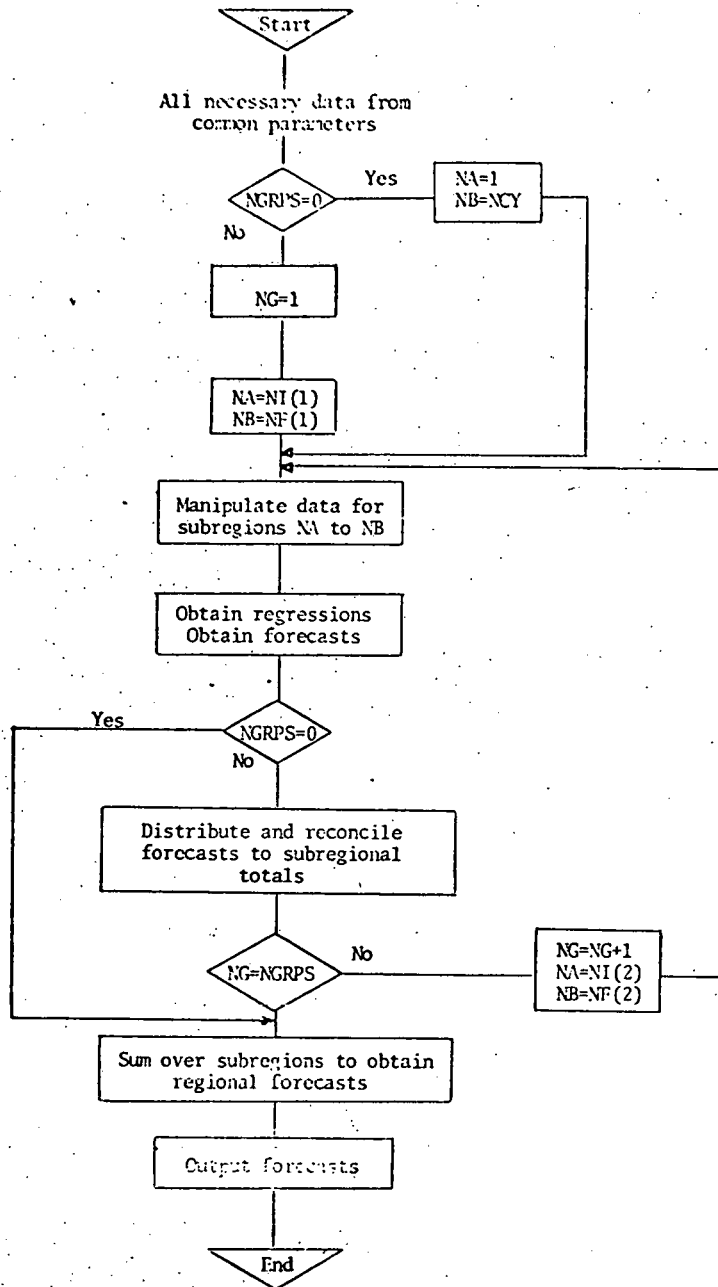 Start
All necessary data from
common parameters
NGRPS=0
Yes
NA=1
NB=NCY
No
NG=1
NA=NI(1)
NB=NF(1)
Manipulate data for
subregions NA to NB
Obtain regressions
Obtain forecasts
Yes
NGRPS=0
No
Distribute and reconcile
forecasts to subregional
totals
NG=NGRPS
No
NG=NG+1
NA=NI(2)
NB=NF(2)
Sum over subregions to obtain
regional forecasts
Output forecasts
End